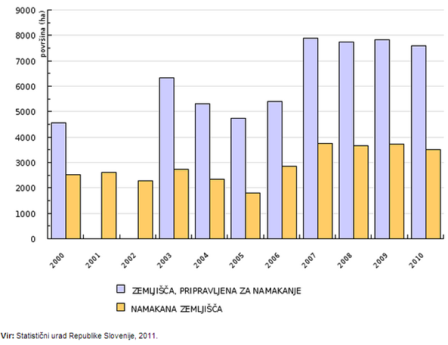 9000
8000
7000
6000
5000
4000
3000
2000
1000
0
površina (ha)
2000 2001 2002 2003 2004 2005 2006 2007 2008 2009 2010
ZEMLJIŠČA, PRIPRAVLJENA ZA NAMAKANJE
NAMAKANA ZEMLJIŠČA
Vir: Statistični urad Republike Slovenije, 2011.